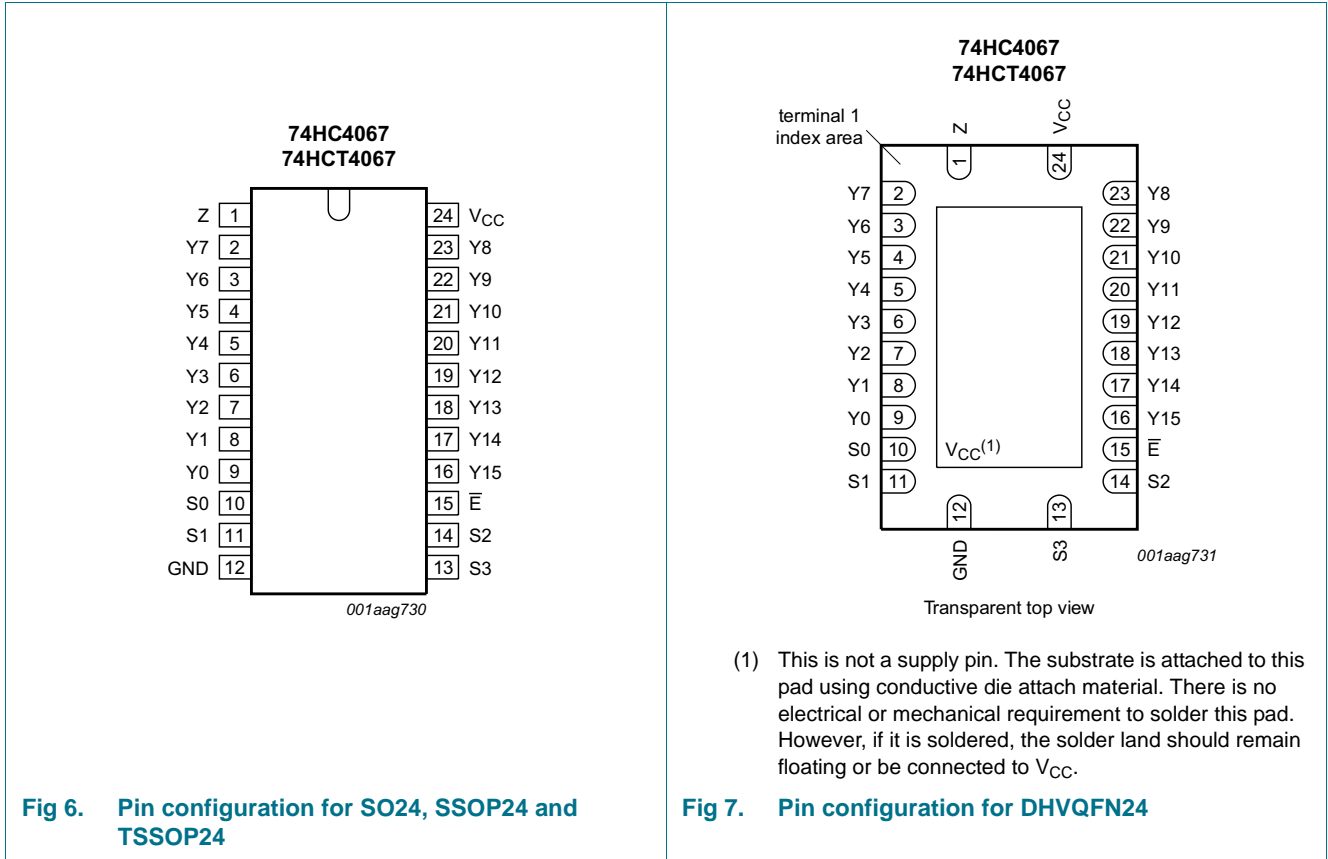 74HC4067
74HCT4067
Z 1
Y7 2
Y6 3
Y5 4
Y4 5
Y3 6
Y2 7
Y1 8
Y0 9
S0 10
S1 11
GND 12
24 VCC
23 Y8
22 Y9
21 Y10
20 Y11
19 Y12
18 Y13
17 Y14
16 Y15
15 E̅
14 S2
13 S3
001aag730
Fig 6. Pin configuration for SO24, SSOP24 and
TSSOP24
74HC4067
74HCT4067
terminal 1
index area
Z
VCC
1
24
Y7 2
Y6 3
Y5 4
Y4 5
Y3 6
Y2 7
Y1 8
Y0 9
S0 10
S1 11
VCC(1)
23 Y8
22 Y9
21 Y10
20 Y11
19 Y12
18 Y13
17 Y14
16 Y15
15 E̅
14 S2
12
13
GND
S3
001aag731
Transparent top view
(1) This is not a supply pin. The substrate is attached to this
pad using conductive die attach material. There is no
electrical or mechanical requirement to solder this pad.
However, if it is soldered, the solder land should remain
floating or be connected to VCC.
Fig 7. Pin configuration for DHVQFN24